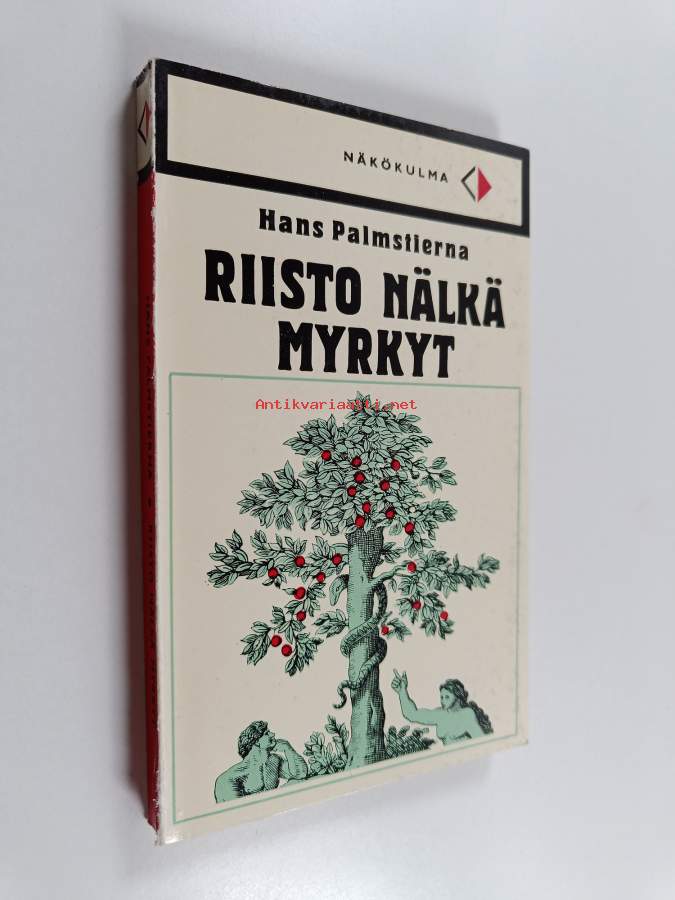 NÄKÖKULMA
Hans Palmstierna
RIISTO NÄLKÄ
MYRKYT
Antikvariaatti.net